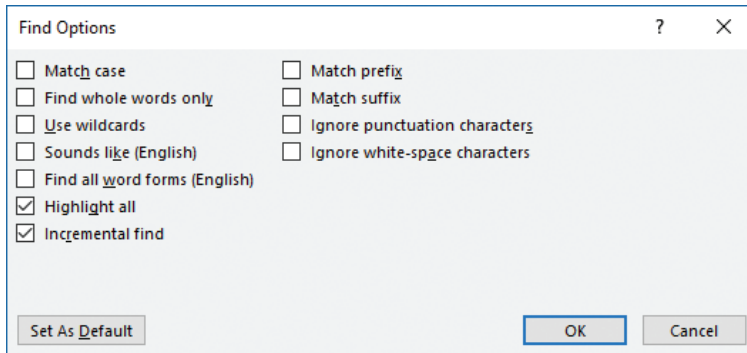 Find Options
?
Match case
Find whole words only
Use wildcards
Sounds like (English)
Find all word forms (English)
Highlight all
Incremental find
Match prefix
Match suffix
Ignore punctuation characters
Ignore white-space characters
Set As Default
OK
Cancel